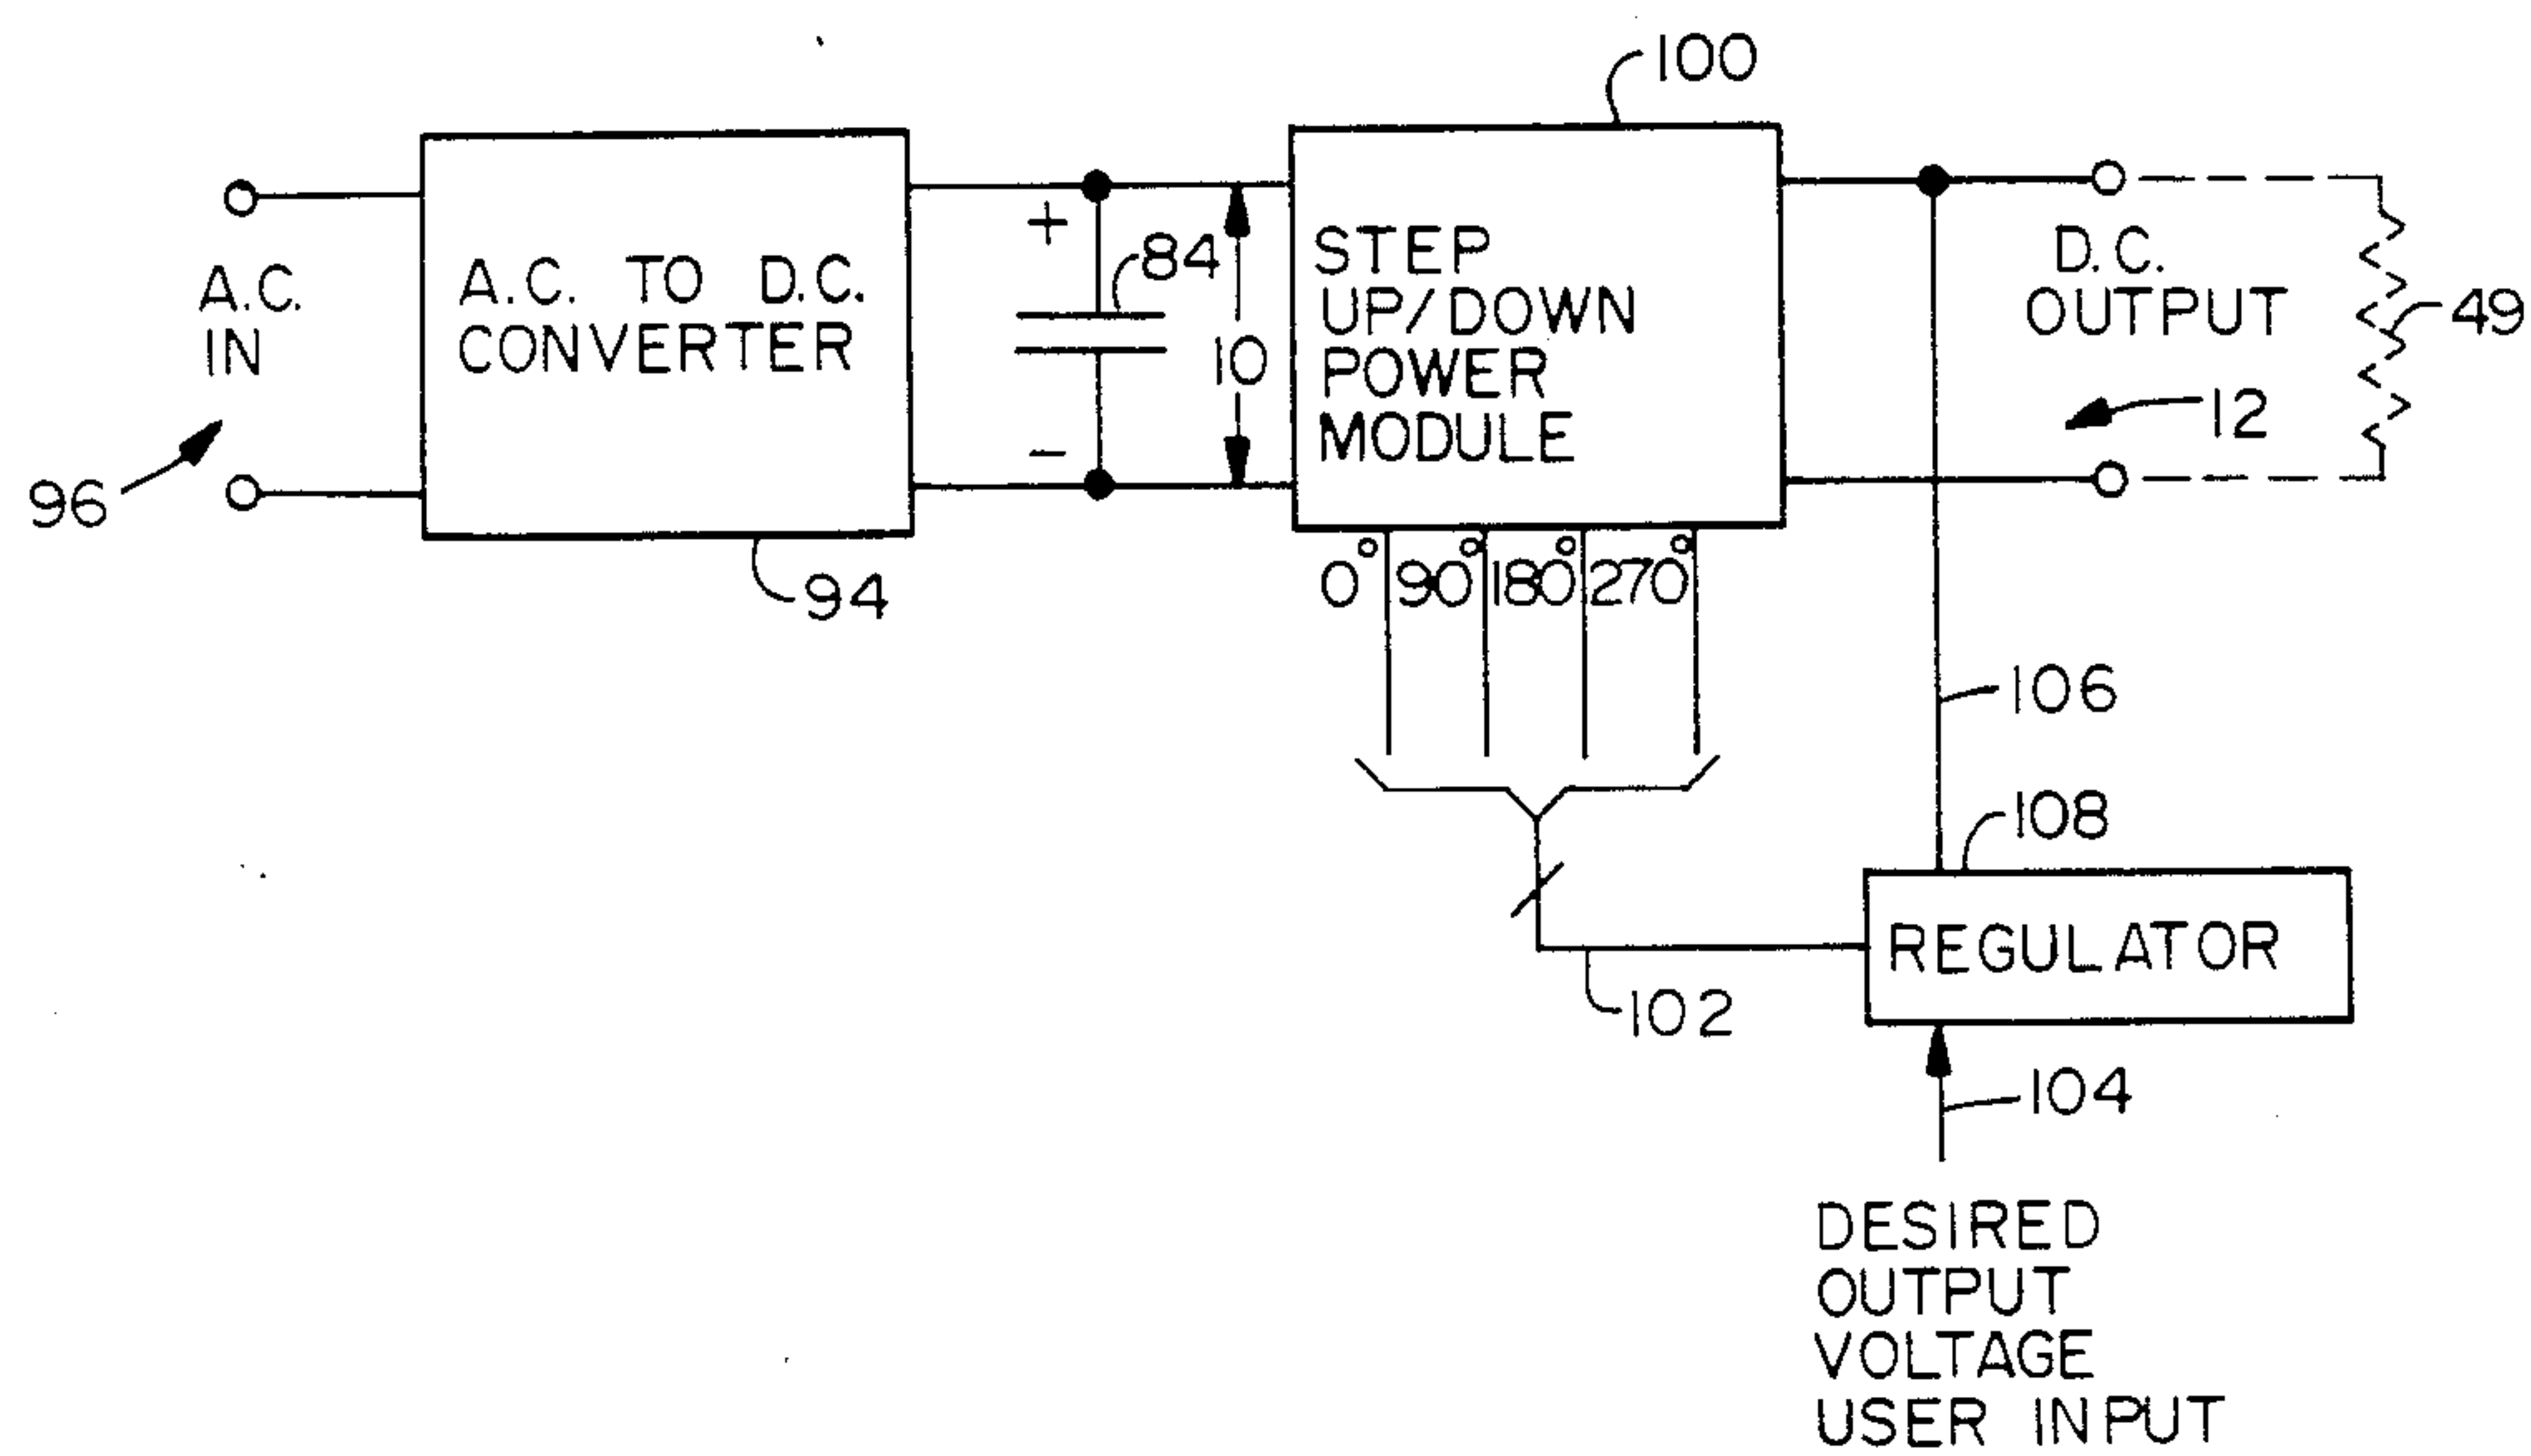 100
A.C.
IN
96
A.C. TO D.C.
CONVERTER
94
+
84
10
-
STEP
UP/DOWN
POWER
MODULE
0° 90° 180° 270°
D.C.
OUTPUT
49
12
106
108
102
REGULATOR
104
DESIRED
OUTPUT
VOLTAGE
USER INPUT